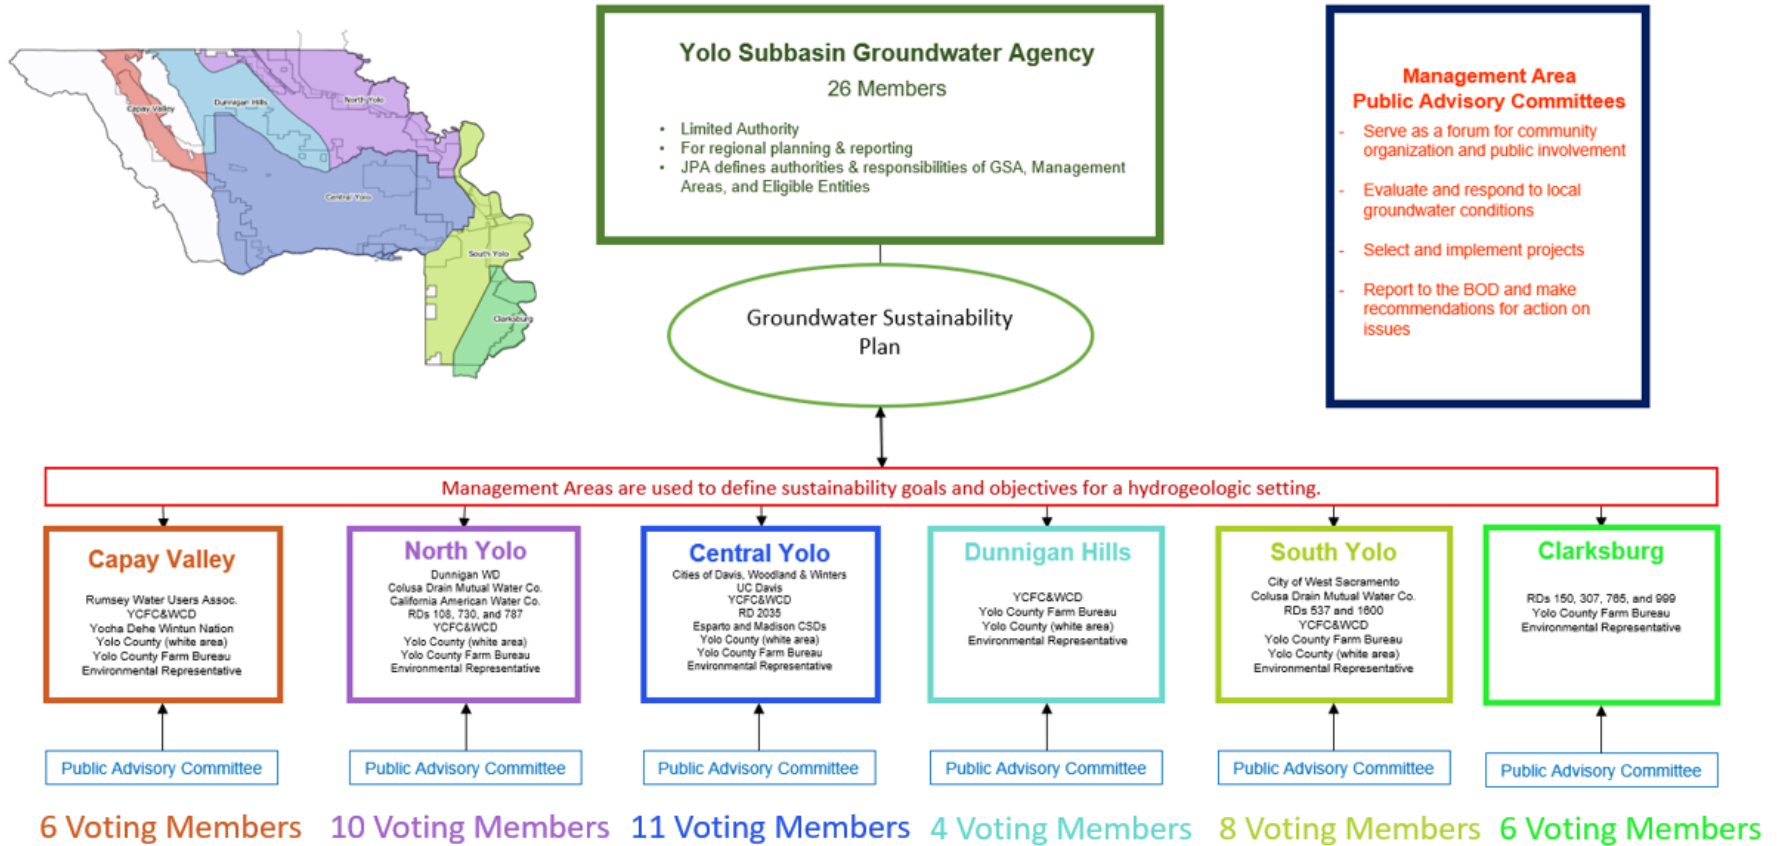 Capay Valley
Dunnigan Hills
North Yolo
Central Yolo
South Yolo
Clarksburg
Yolo Subbasin Groundwater Agency
26 Members
• Limited Authority
• For regional planning & reporting
• JPA defines authorities & responsibilities of GSA, Management
Areas, and Eligible Entities
Management Area
Public Advisory Committees
- Serve as a forum for community
organization and public involvement
- Evaluate and respond to local
groundwater conditions
- Select and implement projects
- Report to the BOD and make
recommendations for action on
issues
Groundwater Sustainability
Plan
Management Areas are used to define sustainability goals and objectives for a hydrogeologic setting.
Capay Valley
Rumsey Water Users Assoc.
YCFC&WCD
Yocha Dehe Wintun Nation
Yolo County (white area)
Yolo County Farm Bureau
Environmental Representative
North Yolo
Dunnigan WD
Colusa Drain Mutual Water Co.
California American Water Co.
RDs 108, 730, and 787
YCFC&WCD
Yolo County (white area)
Yolo County Farm Bureau
Environmental Representative
Central Yolo
Cities of Davis, Woodland & Winters
UC Davis
YCFC&WCD
RD 2035
Esparto and Madison CSDs
Yolo County (white area)
Yolo County Farm Bureau
Environmental Representative
Dunnigan Hills
YCFC&WCD
Yolo County Farm Bureau
Yolo County (white area)
Environmental Representative
South Yolo
City of West Sacramento
Colusa Drain Mutual Water Co.
RDs 537 and 1600
YCFC&WCD
Yolo County Farm Bureau
Yolo County (white area)
Environmental Representative
Clarksburg
RDs 150, 307, 765, and 999
Yolo County Farm Bureau
Environmental Representative
Public Advisory Committee
Public Advisory Committee
Public Advisory Committee
Public Advisory Committee
Public Advisory Committee
Public Advisory Committee
6 Voting Members
10 Voting Members
11 Voting Members
4 Voting Members
8 Voting Members
6 Voting Members